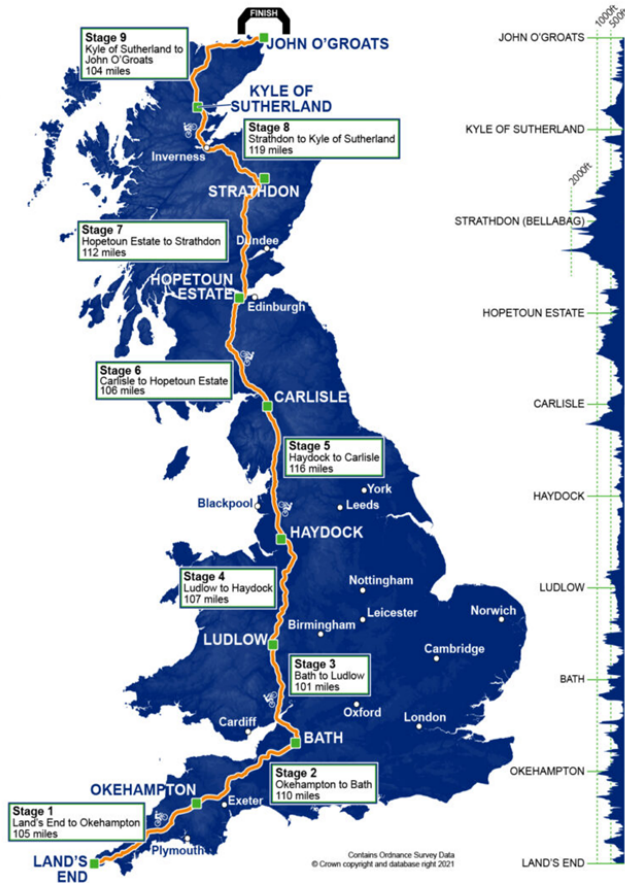 FINISH
JOHN O'GROATS
Stage 9
Kyle of Sutherland to
John O'Groats
104 miles
KYLE OF
SUTHERLAND
Stage 8
Strathdon to Kyle of Sutherland
119 miles
Inverness
STRATHDON
Stage 7
Hopetoun Estate to Strathdon
112 miles
Dundee
HOPETOUN
ESTATE
Edinburgh
Stage 6
Carlisle to Hopetoun Estate
106 miles
CARLISLE
Stage 5
Haydock to Carlisle
116 miles
York
Blackpool
Leeds
HAYDOCK
Stage 4
Ludlow to Haydock
107 miles
Nottingham
Leicester
Norwich
Birmingham
LUDLOW
Cambridge
Stage 3
Bath to Ludlow
101 miles
Oxford
London
Cardiff
BATH
Stage 2
Okehampton to Bath
110 miles
OKEHAMPTON
Exeter
Stage 1
Land's End to Okehampton
105 miles
Plymouth
LAND'S
END
Contains Ordnance Survey Data
© Crown copyright and database right 2021
1000ft
500ft
JOHN O'GROATS
KYLE OF SUTHERLAND
2000ft
STRATHDON (BELLABAG)
HOPETOUN ESTATE
CARLISLE
HAYDOCK
LUDLOW
BATH
OKEHAMPTON
LAND'S END